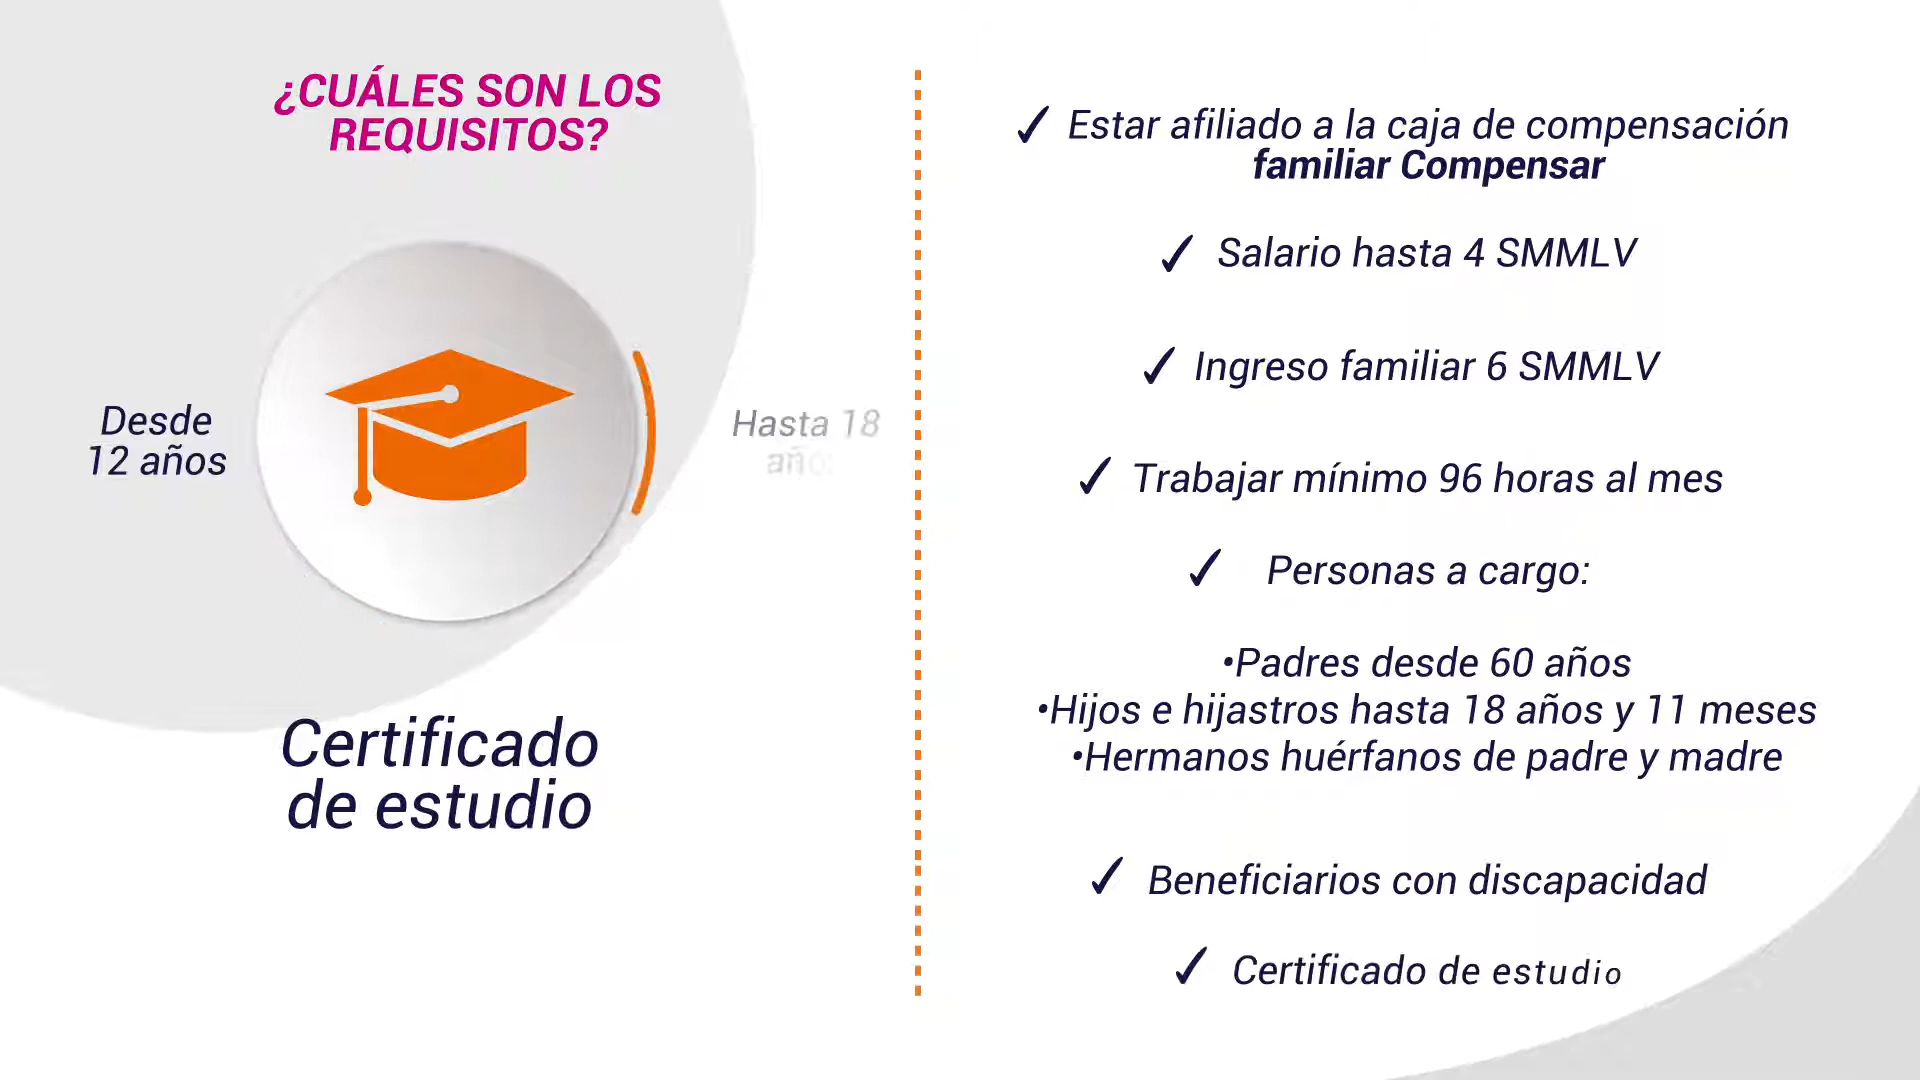 ¿CUÁLES SON LOS
REQUISITOS?
Desde
12 años
Hasta 18
Certificado
de estudio
✓ Estar afiliado a la caja de compensación
familiar Compensar
✓ Salario hasta 4 SMMLV
✓ Ingreso familiar 6 SMMLV
✓ Trabajar mínimo 96 horas al mes
✓ Personas a cargo:
•Padres desde 60 años
•Hijos e hijastros hasta 18 años y 11 meses
•Hermanos huérfanos de padre y madre
✓ Beneficiarios con discapacidad
✓ Certificado de estudio